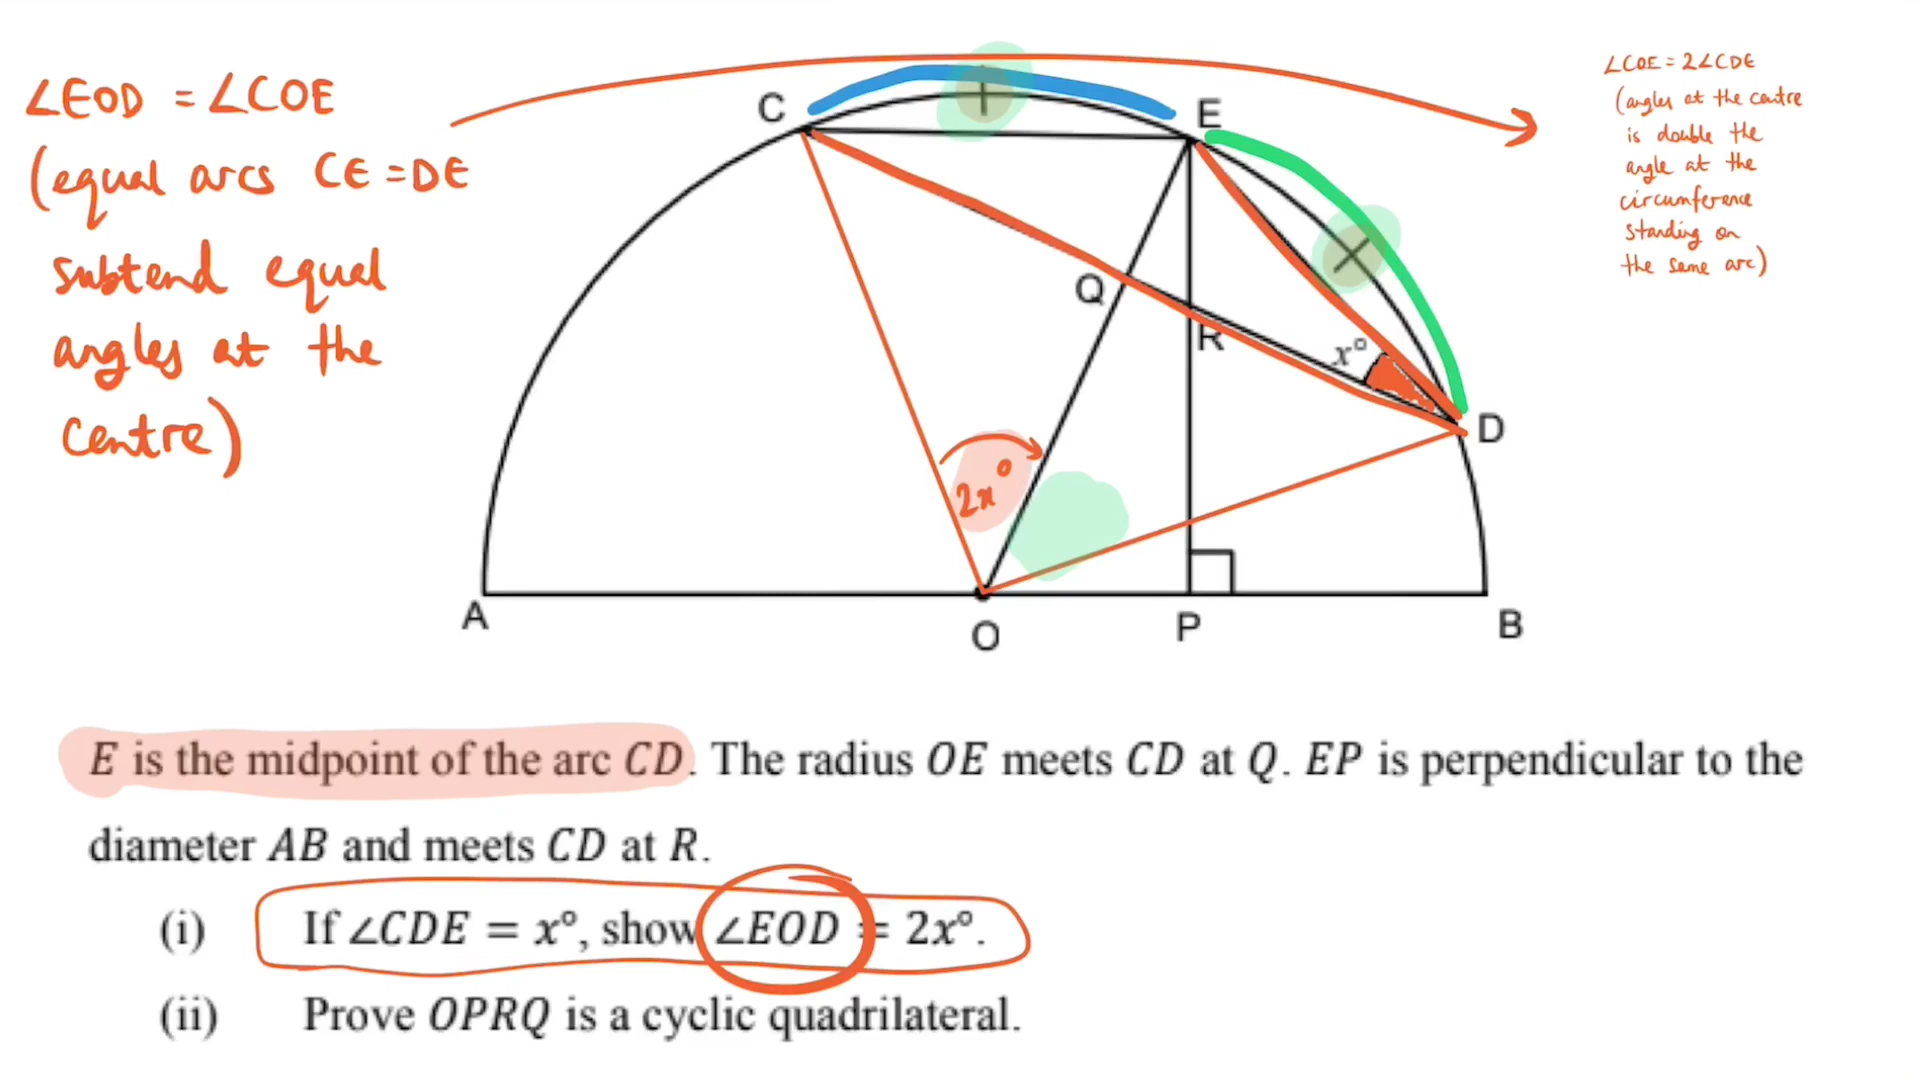 ∠EOD = ∠COE
(equal arcs CE = DE
subtend equal
angles at the
centre)
∠COE = 2∠CDE
(angles at the centre
is double the
angle at the
circumference
standing on
the same arc)
C
E
Q
R
x°
D
2x°
A
O
P
B
E is the midpoint of the arc CD. The radius OE meets CD at Q. EP is perpendicular to the
diameter AB and meets CD at R.
(i) If ∠CDE = x°, show ∠EOD = 2x°.
(ii) Prove OPRQ is a cyclic quadrilateral.